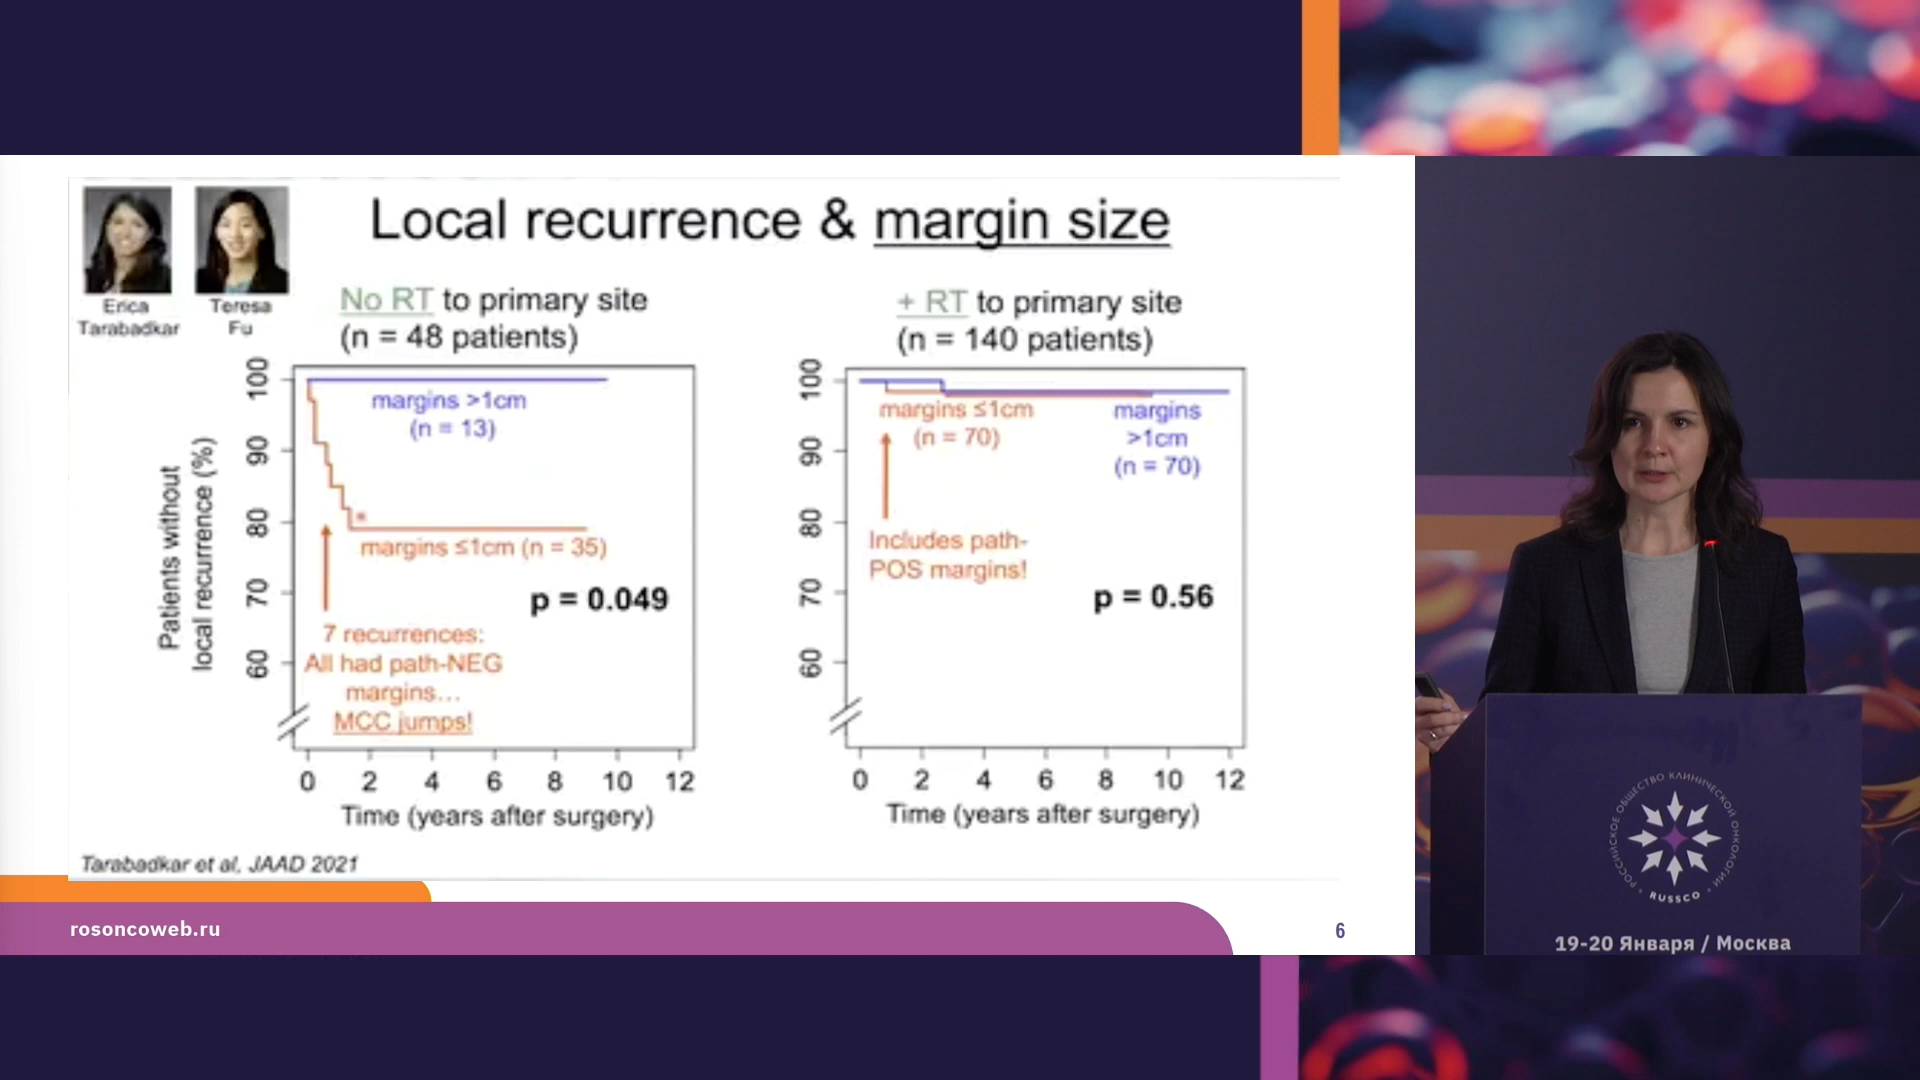 Local recurrence & margin size
Erica
Tarabadkar
Teresa
Fu
No RT to primary site
(n = 48 patients)
+ RT to primary site
(n = 140 patients)
Patients without
local recurrence (%)
100
90
80
70
60
margins >1cm
(n = 13)
*
margins ≤1cm (n = 35)
p = 0.049
7 recurrences:
All had path-NEG
margins...
MCC jumps!
0 2 4 6 8 10 12
Time (years after surgery)
100
90
80
70
60
margins ≤1cm
(n = 70)
margins
>1cm
(n = 70)
Includes path-
POS margins!
p = 0.56
0 2 4 6 8 10 12
Time (years after surgery)
Tarabadkar et al, JAAD 2021
rosoncoweb.ru
6
РОССИЙСКОЕ ОБЩЕСТВО КЛИНИЧЕСКОЙ ОНКОЛОГИИ
RUSSCO
19-20 Января / Москва